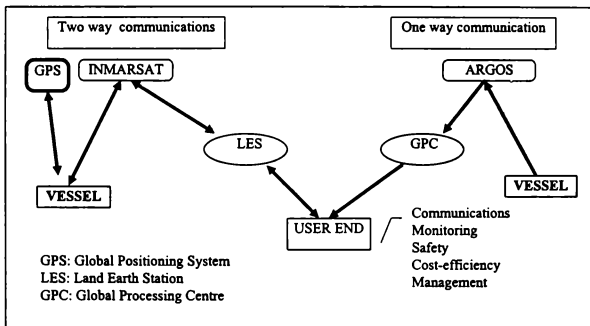 Two way communications
One way communication
GPS
INMARSAT
ARGOS
LES
GPC
VESSEL
VESSEL
USER END
Communications
Monitoring
Safety
Cost-efficiency
Management
GPS: Global Positioning System
LES: Land Earth Station
GPC: Global Processing Centre